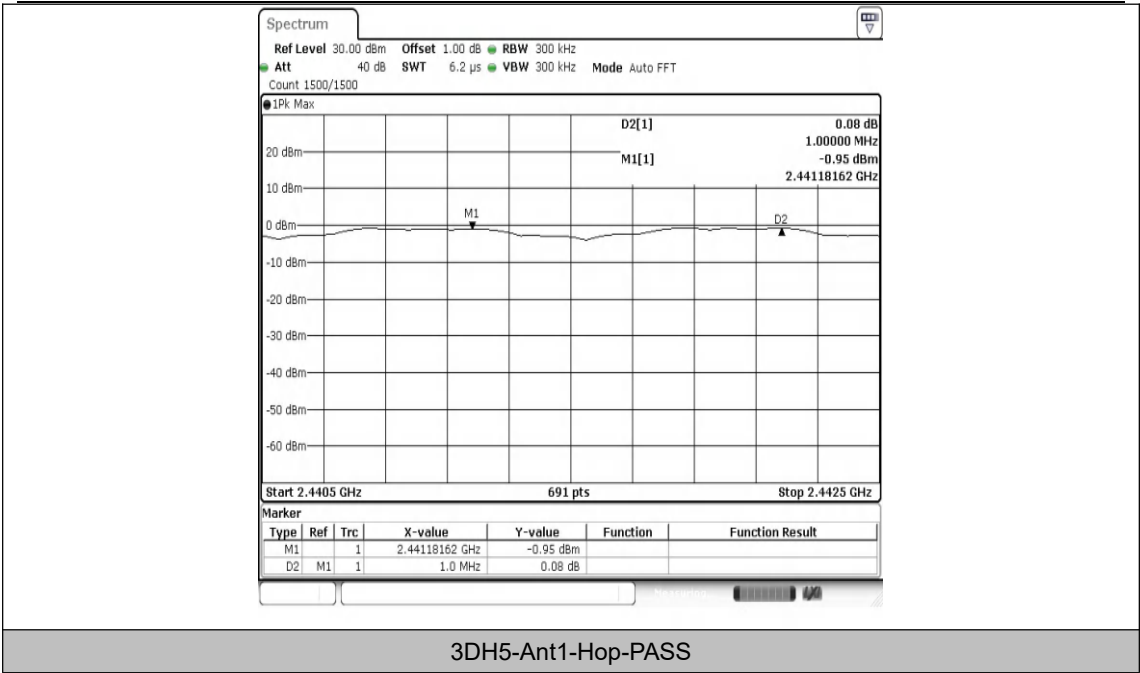 Spectrum
Ref Level 30.00 dBm Offset 1.00 dB RBW 300 kHz
Att 40 dB SWT 6.2 µs VBW 300 kHz Mode Auto FFT
Count 1500/1500
1Pk Max
D2[1] 0.08 dB
1.00000 MHz
20 dBm
M1[1] -0.95 dBm
2.44118162 GHz
10 dBm
M1
D2
0 dBm
-10 dBm
-20 dBm
-30 dBm
-40 dBm
-50 dBm
-60 dBm
Start 2.4405 GHz 691 pts Stop 2.4425 GHz
Marker
Type Ref Trc X-value Y-value Function Function Result
M1 1 2.44118162 GHz -0.95 dBm
D2 M1 1 1.0 MHz 0.08 dB
Measuring...
3DH5-Ant1-Hop-PASS